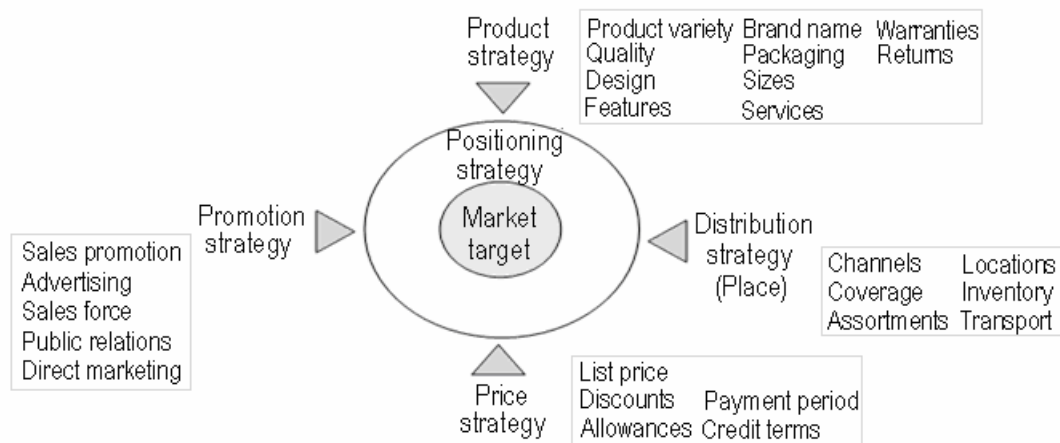 Product
strategy
Product variety Brand name Warranties
Quality Packaging Returns
Design Sizes
Features Services
Positioning
strategy
Market
target
Promotion
strategy
Sales promotion
Advertising
Sales force
Public relations
Direct marketing
Distribution
strategy
(Place)
Channels Locations
Coverage Inventory
Assortments Transport
Price
strategy
List price
Discounts Payment period
Allowances Credit terms